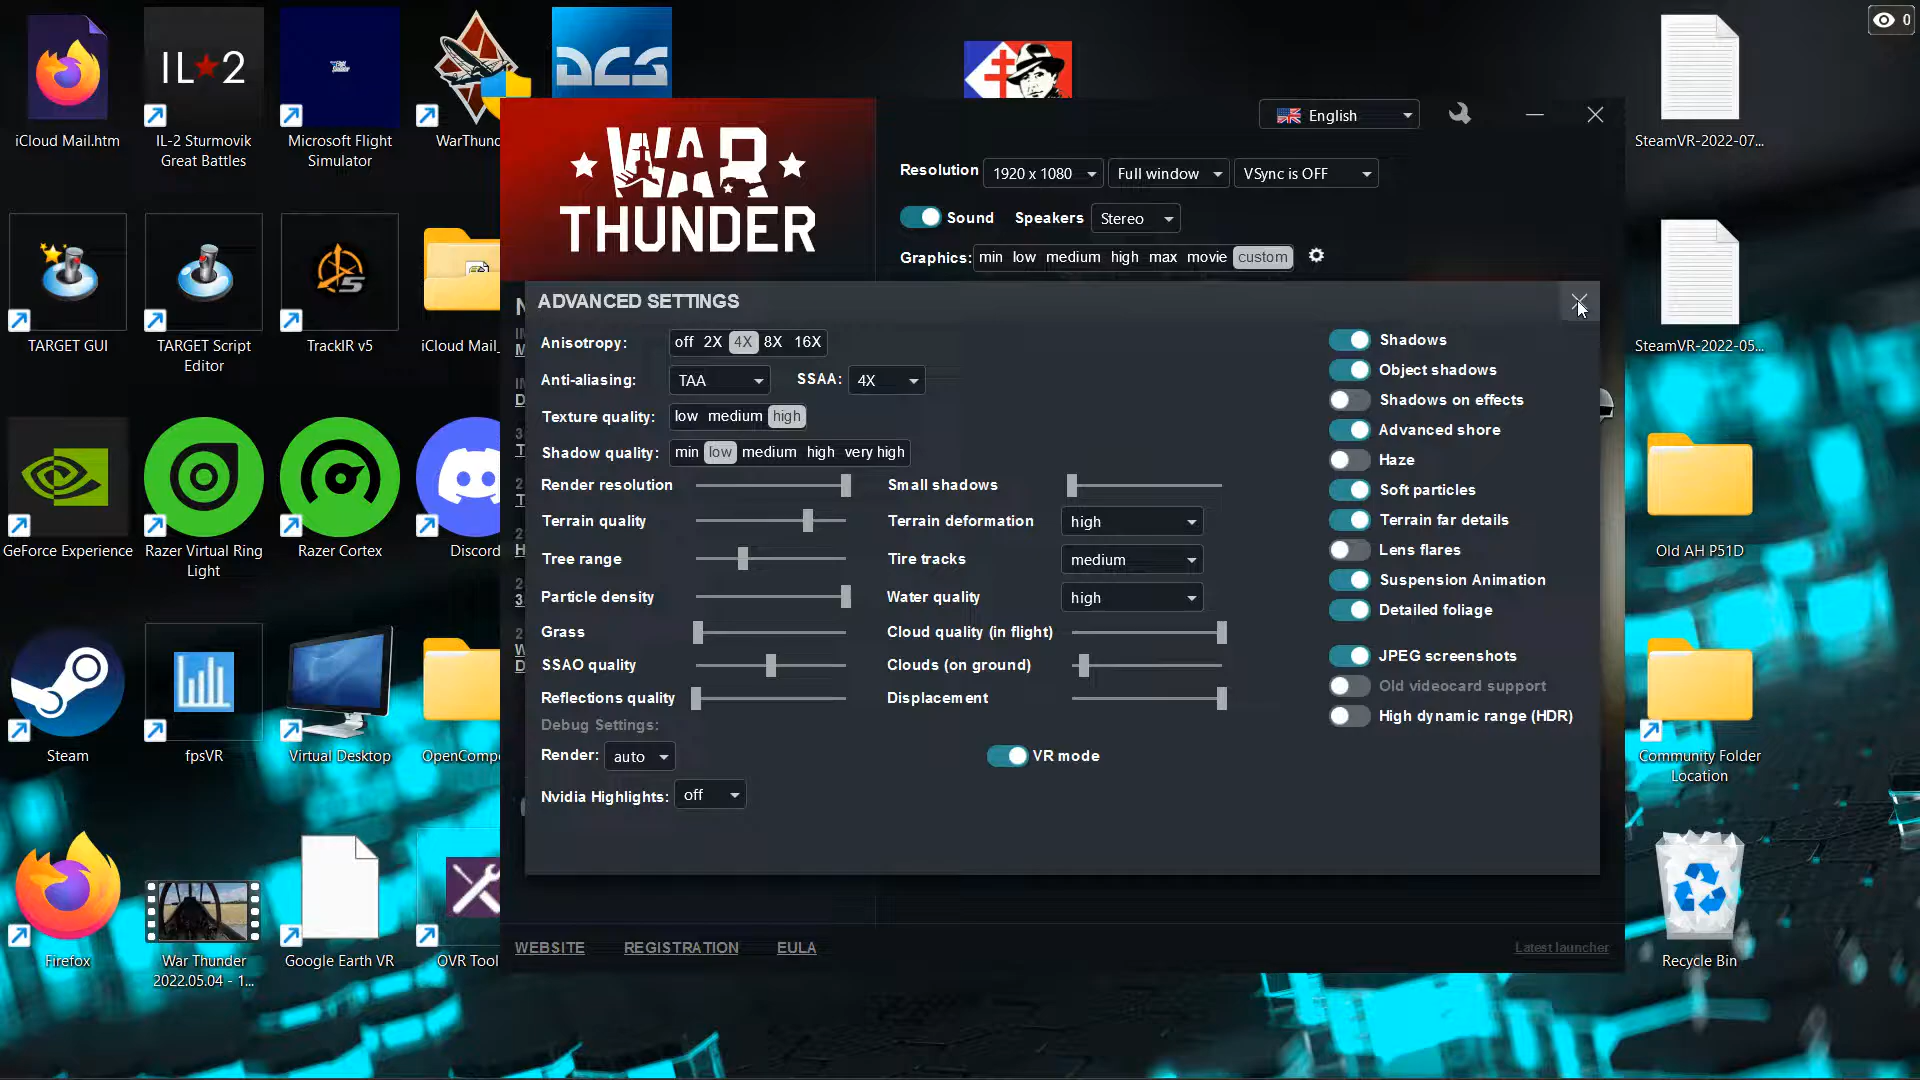 0
iCloud Mail.htm
IL★2
IL-2 Sturmovik
Great Battles
Microsoft Flight
Simulator
WarThunc
DCS
English
SteamVR-2022-07...
WAR
THUNDER
Resolution
1920 x 1080
Full window
VSync is OFF
Sound
Speakers
Stereo
Graphics:
min low medium high max movie custom
TARGET GUI
TARGET Script
Editor
5
TrackIR v5
iCloud Mail_
SteamVR-2022-05...
ADVANCED SETTINGS
Anisotropy:
off 2X 4X 8X 16X
Anti-aliasing:
TAA
SSAA:
4X
Texture quality:
low medium high
Shadow quality:
min low medium high very high
Render resolution
Small shadows
Terrain quality
Terrain deformation
high
Tree range
Tire tracks
medium
Particle density
Water quality
high
Grass
Cloud quality (in flight)
SSAO quality
Clouds (on ground)
Reflections quality
Displacement
Debug Settings:
Render:
auto
VR mode
Nvidia Highlights:
off
Shadows
Object shadows
Shadows on effects
Advanced shore
Haze
Soft particles
Terrain far details
Lens flares
Suspension Animation
Detailed foliage
JPEG screenshots
Old videocard support
High dynamic range (HDR)
GeForce Experience
Razer Virtual Ring
Light
Razer Cortex
Discord
Old AH P51D
Steam
fpsVR
Virtual Desktop
OpenCompo
Community Folder
Location
Firefox
War Thunder
2022.05.04 - 1...
Google Earth VR
OVR Tool
Recycle Bin
WEBSITE
REGISTRATION
EULA
Latest launcher